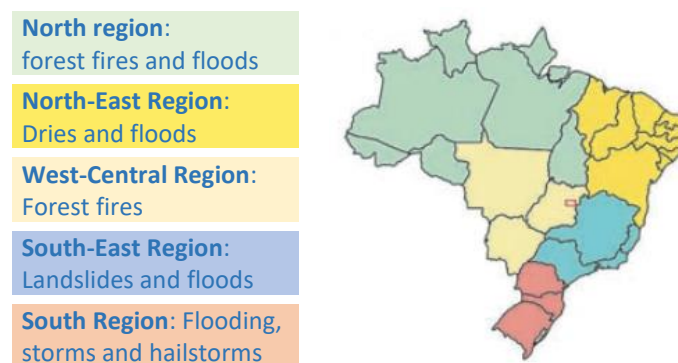 North region:
forest fires and floods
North-East Region:
Dries and floods
West-Central Region:
Forest fires
South-East Region:
Landslides and floods
South Region: Flooding,
storms and hailstorms